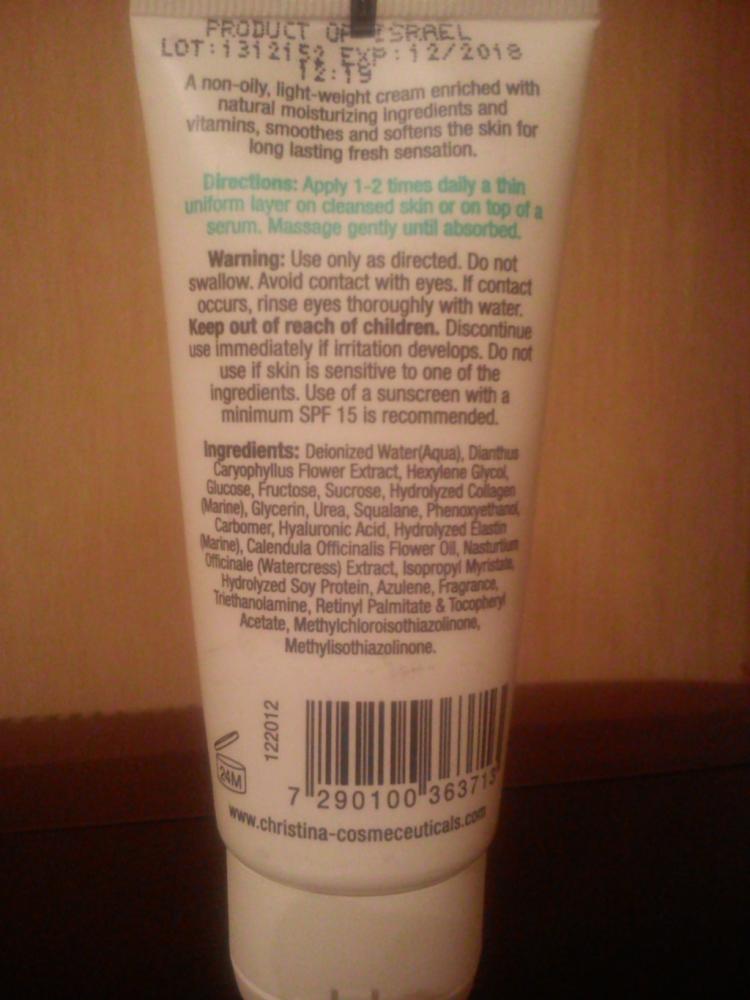 PRODUCT OF ISRAEL
LOT:1312152 EXP:12/2018
12:19
A non-oily, light-weight cream enriched with
natural moisturizing ingredients and
vitamins, smoothes and softens the skin for
long lasting fresh sensation.
Directions: Apply 1-2 times daily a thin
uniform layer on cleansed skin or on top of a
serum. Massage gently until absorbed.
Warning: Use only as directed. Do not
swallow. Avoid contact with eyes. If contact
occurs, rinse eyes thoroughly with water.
Keep out of reach of children. Discontinue
use immediately if irritation develops. Do not
use if skin is sensitive to one of the
ingredients. Use of a sunscreen with a
minimum SPF 15 is recommended.
Ingredients: Deionized Water(Aqua), Dianthus
Caryophyllus Flower Extract, Hexylene Glycol,
Glucose, Fructose, Sucrose, Hydrolyzed Collagen
(Marine), Glycerin, Urea, Squalane, Phenoxyethanol,
Carbomer, Hyaluronic Acid, Hydrolyzed Elastin
(Marine), Calendula Officinalis Flower Oil, Nasturtium
Officinale (Watercress) Extract, Isopropyl Myristate,
Hydrolyzed Soy Protein, Azulene, Fragrance,
Triethanolamine, Retinyl Palmitate & Tocopheryl
Acetate, Methylchloroisothiazolinone,
Methylisothiazolinone.
24M
122012
7 290100 363713
www.christina-cosmeceuticals.com